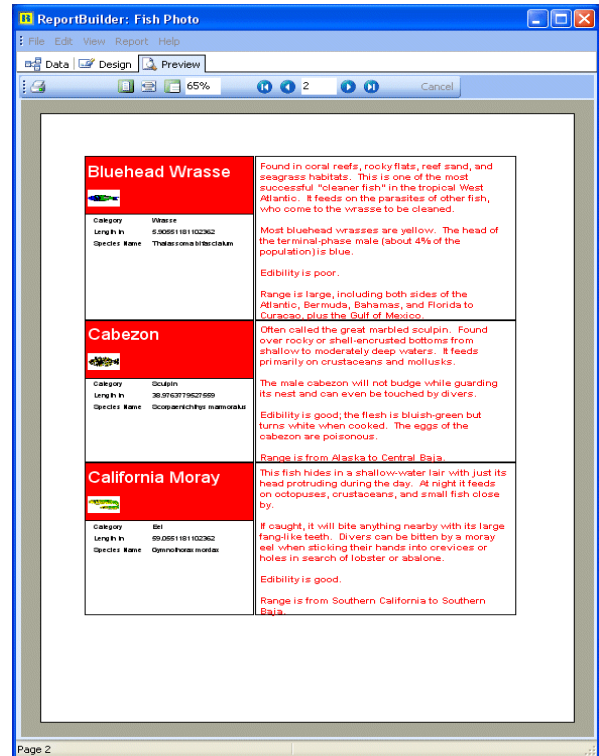 ReportBuilder: Fish Photo
File Edit View Report Help
Data Design Preview
65% 2 Cancel
Bluehead Wrasse
Category Wrasse
Length In 5.90551181102362
Species Name Thalassoma bifasciatum
Found in coral reefs, rocky flats, reef sand, and
seagrass habitats. This is one of the most
successful "cleaner fish" in the tropical West
Atlantic. It feeds on the parasites of other fish,
who come to the wrasse to be cleaned.
Most bluehead wrasses are yellow. The head of
the terminal-phase male (about 4% of the
population) is blue.
Edibility is poor.
Range is large, including both sides of the
Atlantic, Bermuda, Bahamas, and Florida to
Curacao, plus the Gulf of Mexico.
Cabezon
Category Sculpin
Length In 38.9763779527559
Species Name Scorpaenichthys marmoratus
Often called the great marbled sculpin. Found
over rocky or shell-encrusted bottoms from
shallow to moderately deep waters. It feeds
primarily on crustaceans and mollusks.
The male cabezon will not budge while guarding
its nest and can even be touched by divers.
Edibility is good; the flesh is bluish-green but
turns white when cooked. The eggs of the
cabezon are poisonous.
Range is from Alaska to Central Baja.
California Moray
Category Eel
Length In 59.0551181102362
Species Name Gymnothorax mordax
This fish hides in a shallow-water lair with just its
head protruding during the day. At night it feeds
on octopuses, crustaceans, and small fish close
by.
If caught, it will bite anything nearby with its large
fang-like teeth. Divers can be bitten by a moray
eel when sticking their hands into crevices or
holes in search of lobster or abalone.
Edibility is good.
Range is from Southern California to Southern
Baja.
Page 2